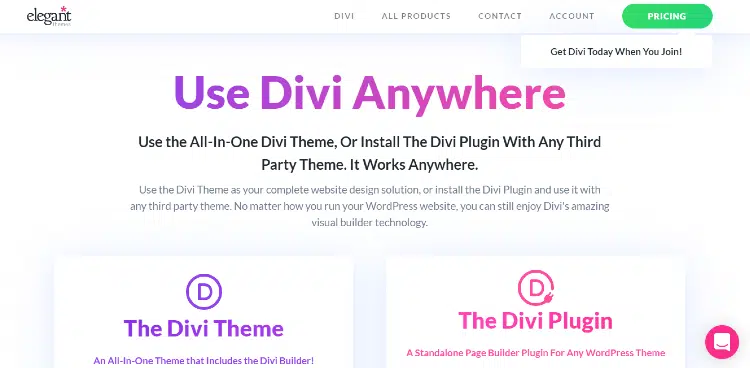 elegant
themes
DIVI
ALL PRODUCTS
CONTACT
ACCOUNT
PRICING
Get Divi Today When You Join!
Use Divi Anywhere
Use the All-In-One Divi Theme, Or Install The Divi Plugin With Any Third
Party Theme. It Works Anywhere.
Use the Divi Theme as your complete website design solution, or install the Divi Plugin and use it with
any third party theme. No matter how you run your WordPress website, you can still enjoy Divi's amazing
visual builder technology.
D
The Divi Theme
An All-In-One Theme that Includes the Divi Builder!
D
The Divi Plugin
A Standalone Page Builder Plugin For Any WordPress Theme